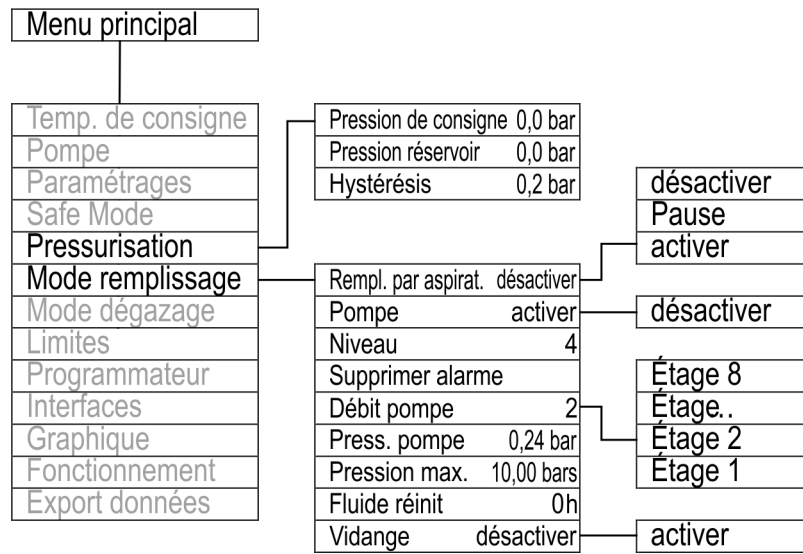 Menu principal
Temp. de consigne
Pompe
Paramétrages
Safe Mode
Pressurisation
Mode remplissage
Mode dégazage
Limites
Programmateur
Interfaces
Graphique
Fonctionnement
Export données
Pression de consigne 0,0 bar
Pression réservoir 0,0 bar
Hystérésis 0,2 bar
Rempl. par aspirat. désactiver
Pompe activer
Niveau 4
Supprimer alarme
Débit pompe 2
Press. pompe 0,24 bar
Pression max. 10,00 bars
Fluide réinit 0h
Vidange désactiver
désactiver
Pause
activer
désactiver
Étage 8
Étage..
Étage 2
Étage 1
activer